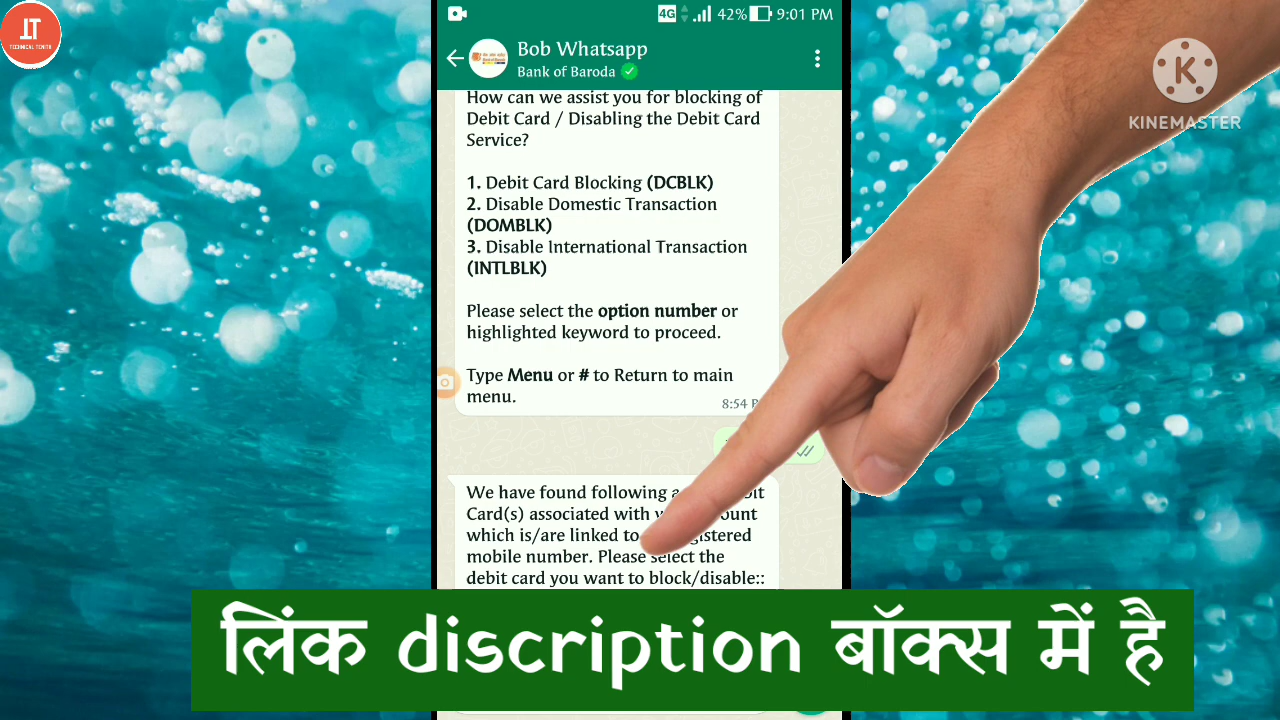 IT
4G 42% 9:01 PM
Bob Whatsapp
Bank of Baroda
KINEMASTER
How can we assist you for blocking of
Debit Card / Disabling the Debit Card
Service?
1. Debit Card Blocking (DCBLK)
2. Disable Domestic Transaction
(DOMBLK)
3. Disable International Transaction
(INTLBLK)
Please select the option number or
highlighted keyword to proceed.
Type Menu or # to Return to main
menu.
8:54
We have found following
Card(s) associated with
which is/are linked to
mobile number. Please select the
debit card you want to block/disable::
लिंक discription बॉक्स में है